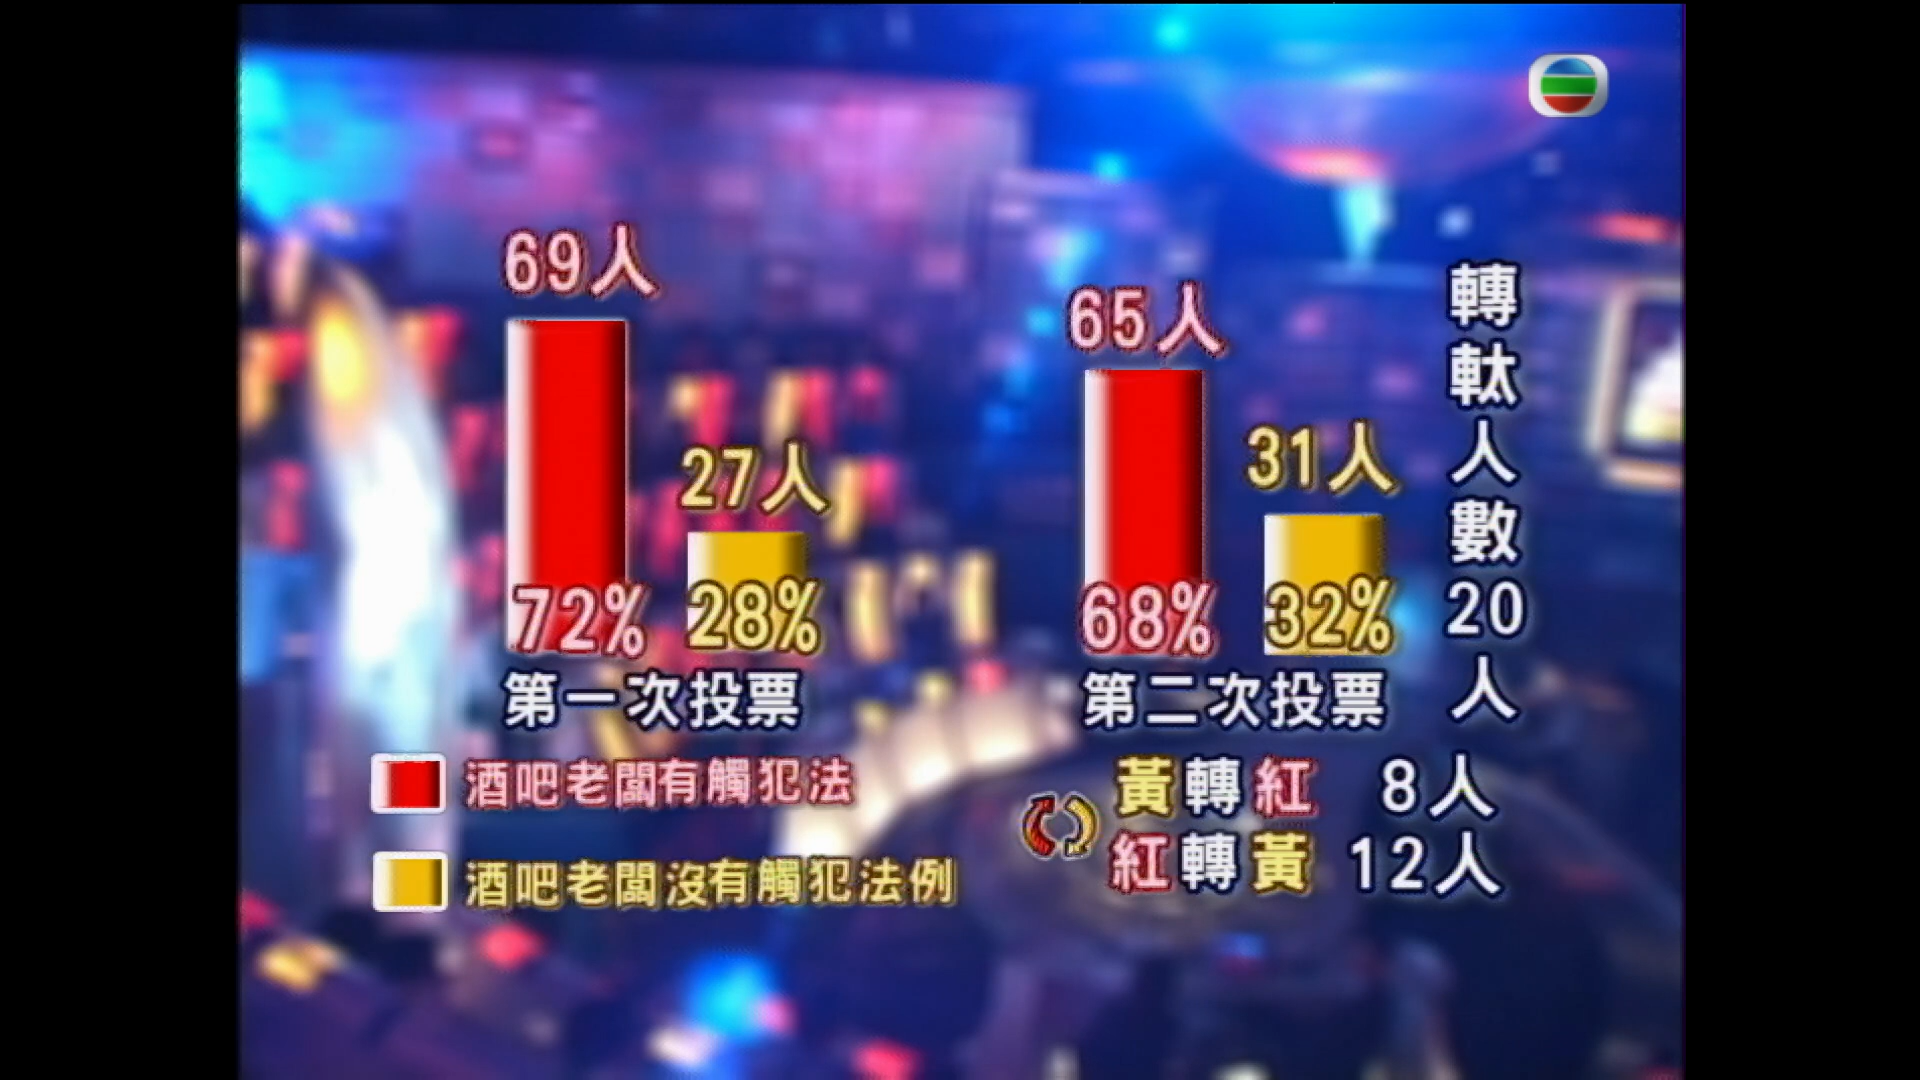 69人
27人
72%
28%
第一次投票
65人
31人
68%
32%
第二次投票
轉軚人數20人
酒吧老闆有觸犯法
酒吧老闆沒有觸犯法例
黃轉紅 8人
紅轉黃 12人